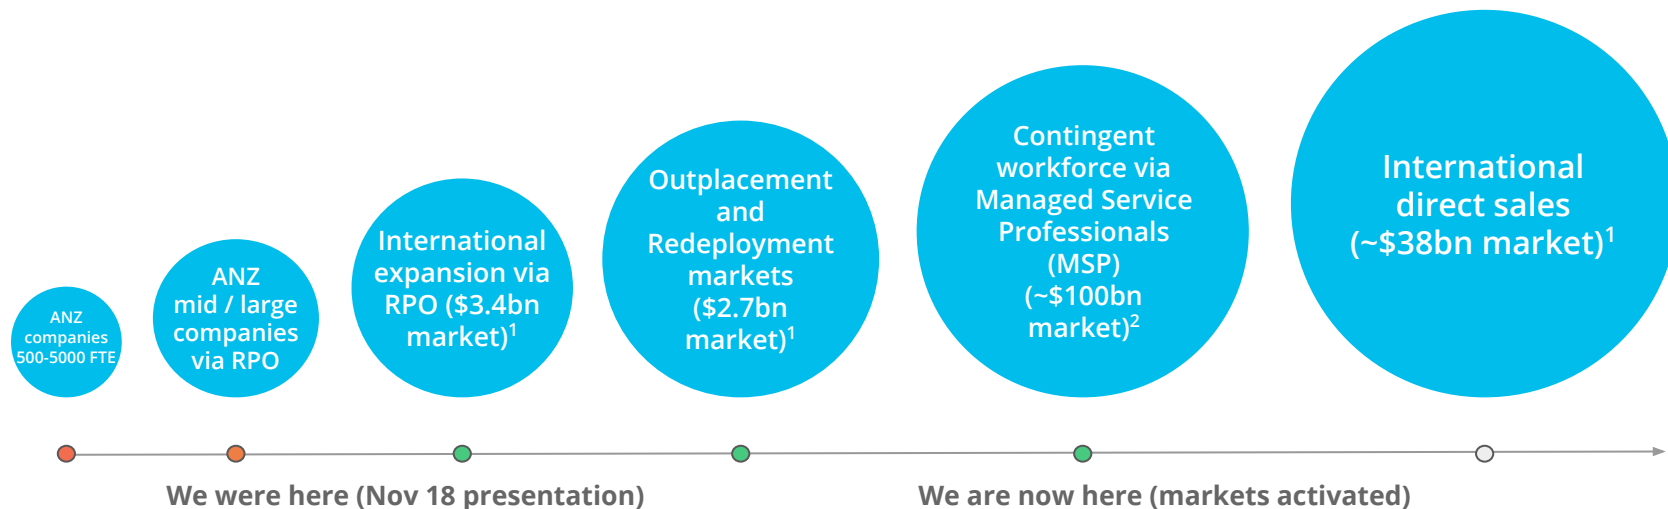 ANZ
companies
500-5000 FTE
ANZ
mid / large
companies
via RPO
International
expansion via
RPO ($3.4bn
market)¹
Outplacement
and
Redeployment
markets
($2.7bn
market)¹
Contingent
workforce via
Managed Service
Professionals
(MSP)
(~$100bn
market)²
International
direct sales
(~$38bn market)¹
We were here (Nov 18 presentation)
We are now here (markets activated)